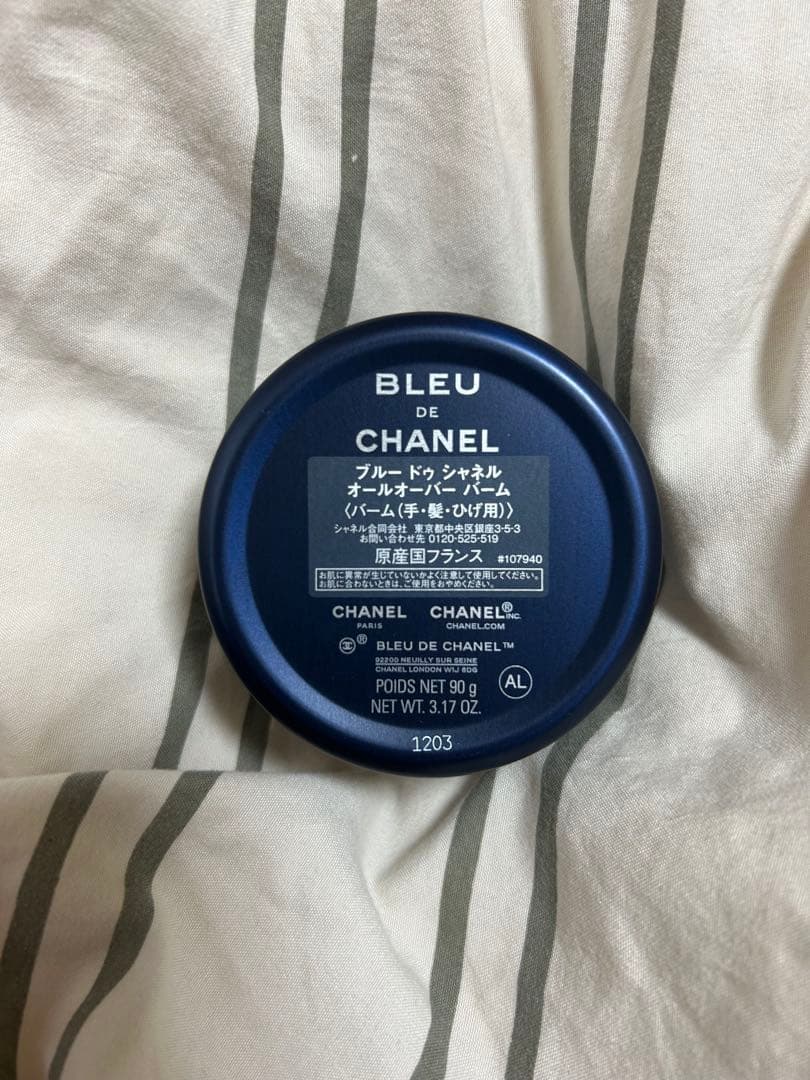 BLEU
DE
CHANEL
ブルー ドゥ シャネル
オールオーバー バーム
〈バーム(手・髪・ひげ用)〉
シャネル合同会社 東京都中央区銀座3-5-3
お問い合わせ先 0120-525-519
原産国フランス #107940
お肌に異常が生じていないかよく注意して使用してください。
お肌に合わないときは、ご使用をおやめください。
CHANEL CHANEL® INC.
PARIS CHANEL.COM
® BLEU DE CHANEL™
92200 NEUILLY SUR SEINE
CHANEL LONDON W1J 6DG
POIDS NET 90 g AL
NET WT. 3.17 OZ.
1203